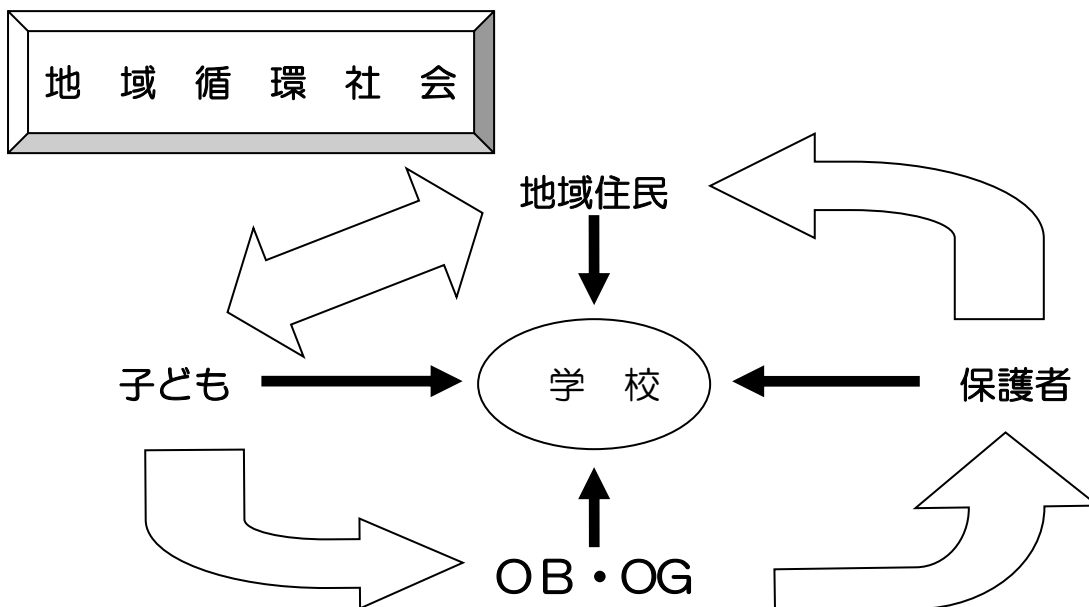 地 域 循 環 社 会
地域住民
子ども
学 校
保護者
ＯＢ・ＯＧ